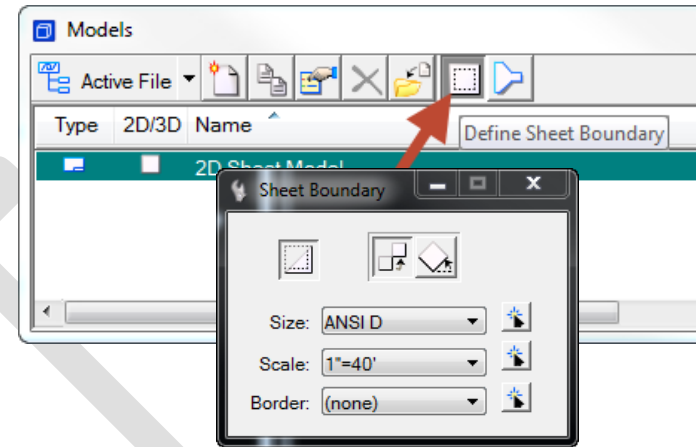 Models
Active File
Type 2D/3D Name
Define Sheet Boundary
2D Sheet Model
Sheet Boundary
Size: ANSI D
Scale: 1"=40'
Border: (none)